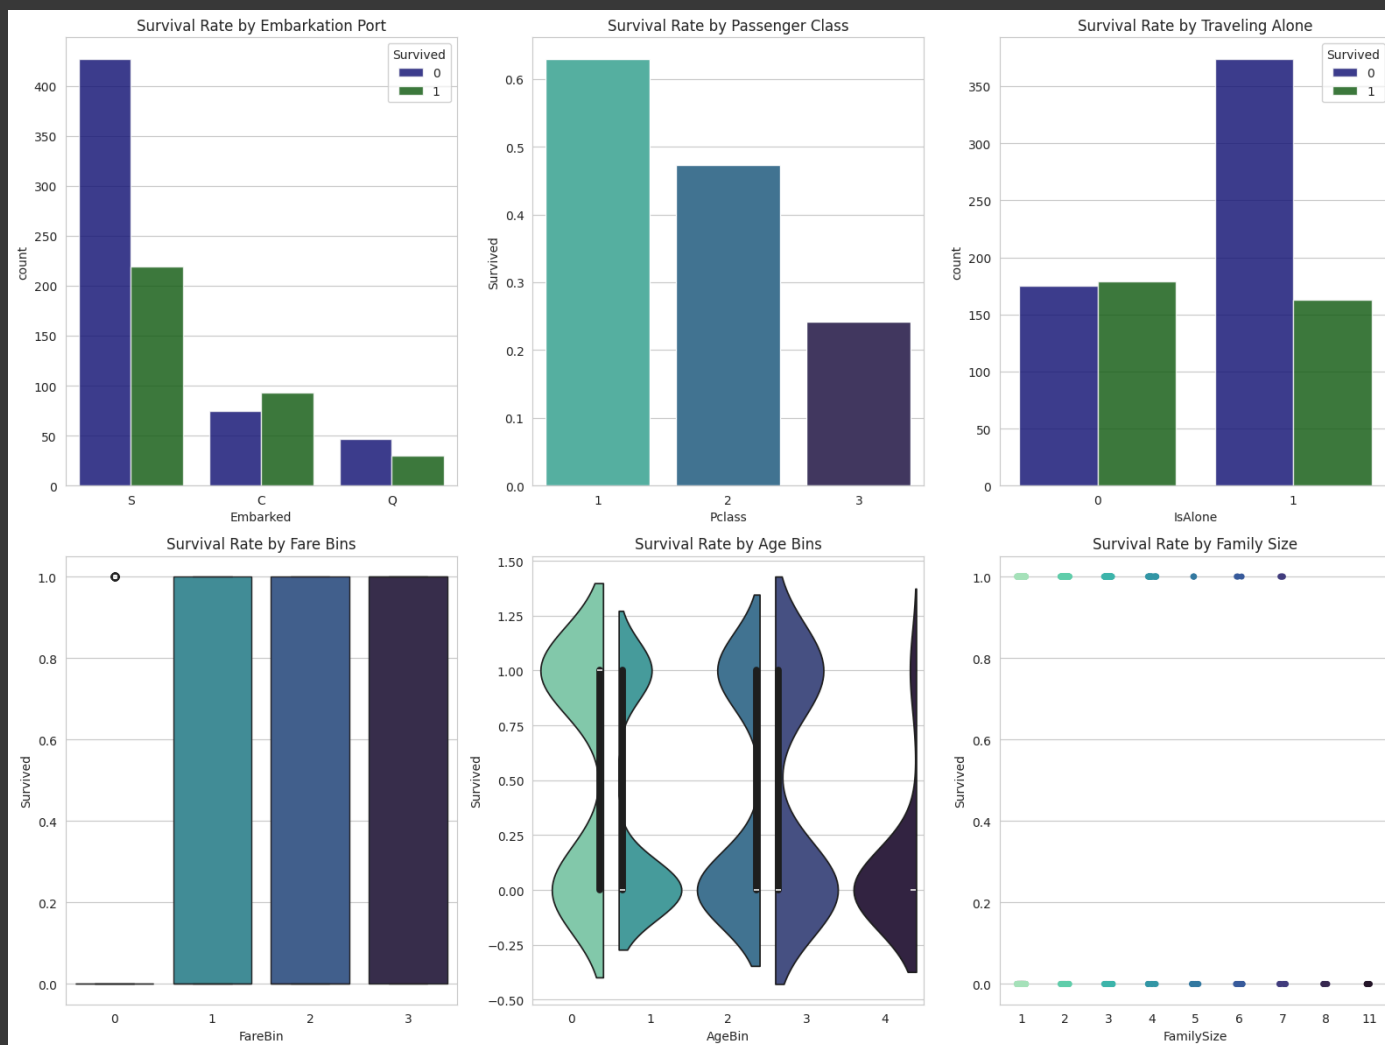 Survival Rate by Embarkation Port
Survived
0
1
400
350
300
250
200
150
100
50
0
count
S C Q
Embarked
Survival Rate by Passenger Class
0.6
0.5
0.4
0.3
0.2
0.1
0.0
Survived
1 2 3
Pclass
Survival Rate by Traveling Alone
Survived
0
1
350
300
250
200
150
100
50
0
count
0 1
IsAlone
Survival Rate by Fare Bins
1.0
0.8
0.6
0.4
0.2
0.0
Survived
0 1 2 3
FareBin
Survival Rate by Age Bins
1.50
1.25
1.00
0.75
0.50
0.25
0.00
−0.25
−0.50
Survived
0 1 2 3 4
AgeBin
Survival Rate by Family Size
1.0
0.8
0.6
0.4
0.2
0.0
Survived
1 2 3 4 5 6 7 8 11
FamilySize